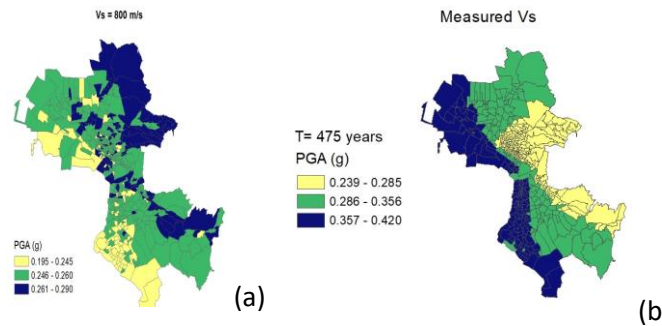 Vs = 800 m/s
PGA (g)
0.195 - 0.245
0.246 - 0.260
0.261 - 0.290
(a)
Measured Vs
T= 475 years
PGA (g)
0.239 - 0.285
0.286 - 0.356
0.357 - 0.420
(b